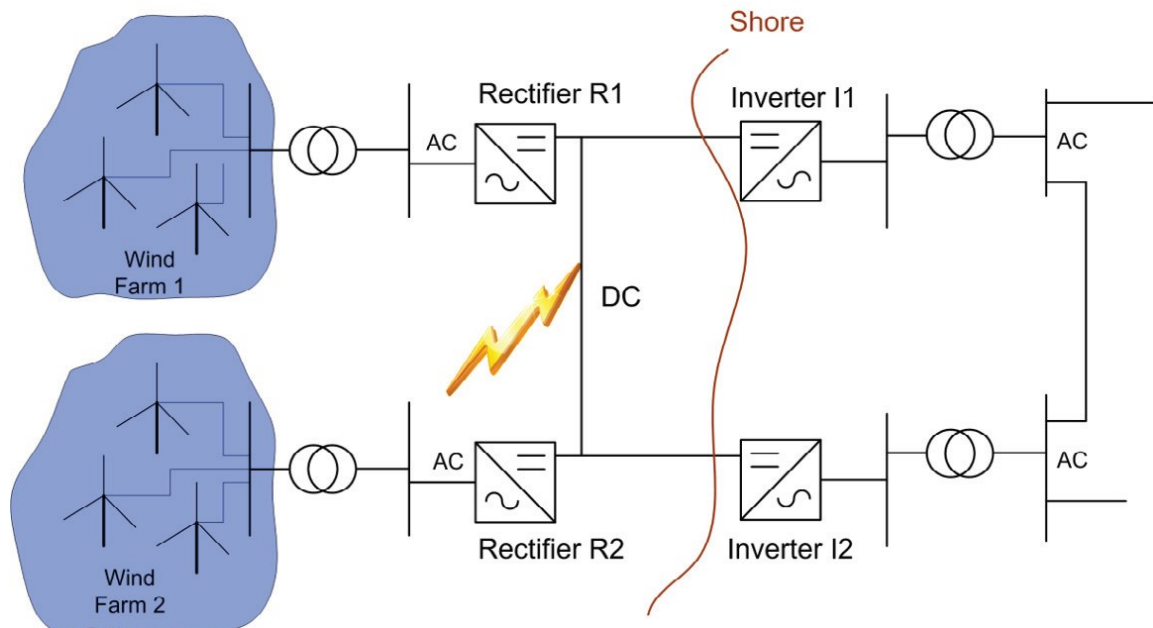 Shore
Rectifier R1
Inverter I1
AC
AC
Wind
Farm 1
DC
AC
AC
Wind
Farm 2
Rectifier R2
Inverter I2